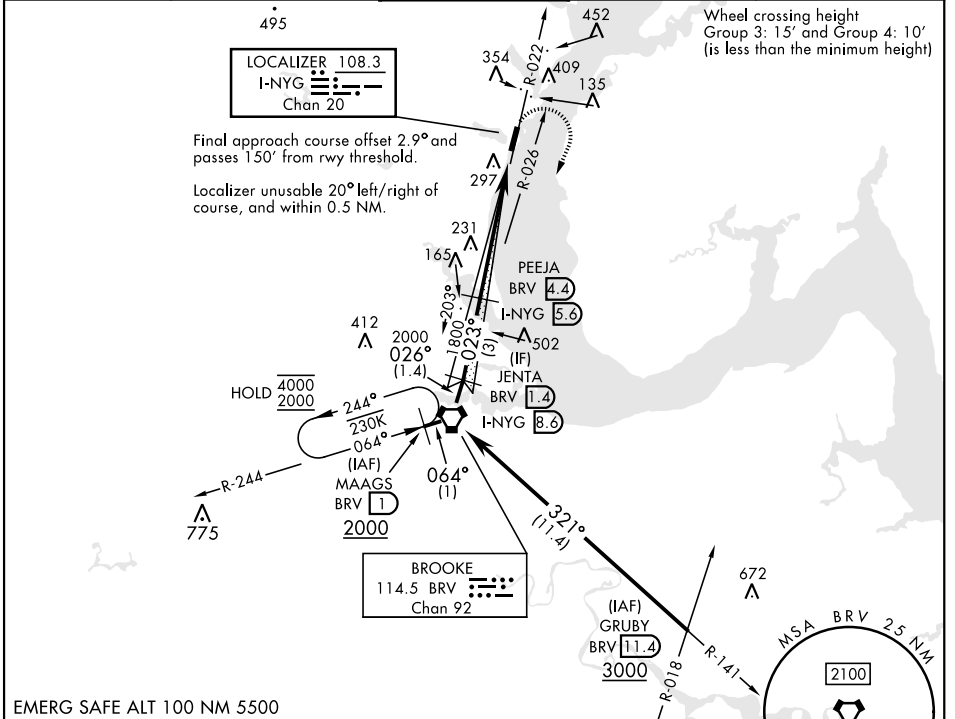 495
452
Wheel crossing height
Group 3: 15’ and Group 4: 10’
(is less than the minimum height)
LOCALIZER 108.3
I-NYG
Chan 20
354
R-022
409
135
Final approach course offset 2.9° and
passes 150’ from rwy threshold.
Localizer unusable 20° left/right of
course, and within 0.5 NM.
297
R-026
231
165
PEEJA
BRV 4.4
I-NYG 5.6
203°
1800
023°
(3)
502
412
2000
026°
(1.4)
(IF)
JENTA
BRV 1.4
I-NYG 8.6
HOLD 4000
2000
244°
230K
064°
(IAF)
MAAGS
BRV 1
2000
064°
(1)
R-244
775
321°
(11.4)
BROOKE
114.5 BRV
Chan 92
672
(IAF)
GRUBY
BRV 11.4
3000
R-018
R-141
MSA BRV 25 NM
2100
EMERG SAFE ALT 100 NM 5500